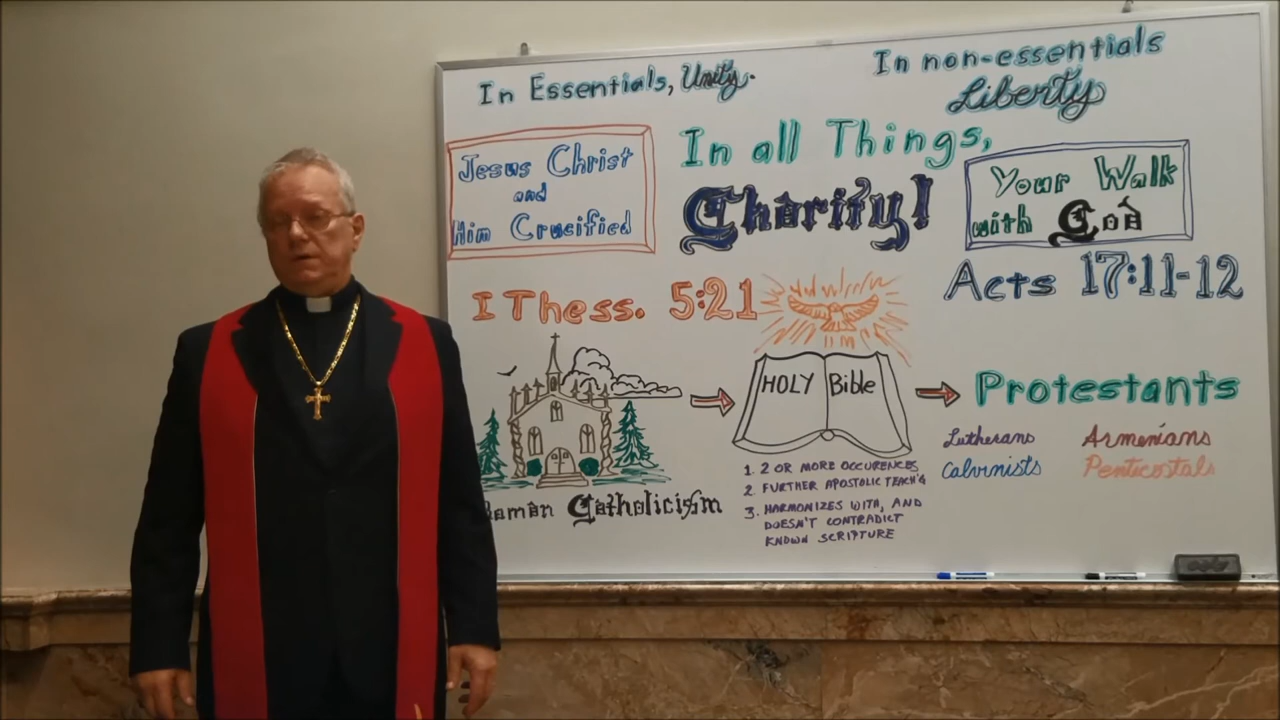 In Essentials, Unity.
In non-essentials
Liberty
In all Things,
Charity!
Jesus Christ
and
Him Crucified
Your Walk
with God
Acts 17:11-12
I Thess. 5:21
HOLY Bible
Protestants
Lutherans
Armenians
Calvinists
Penticostals
1. 2 OR MORE OCCURENCES
2. FURTHER APOSTOLIC TEACH'G
3. HARMONIZES WITH, AND
DOESN'T CONTRADICT
KNOWN SCRIPTURE
Roman Catholicism